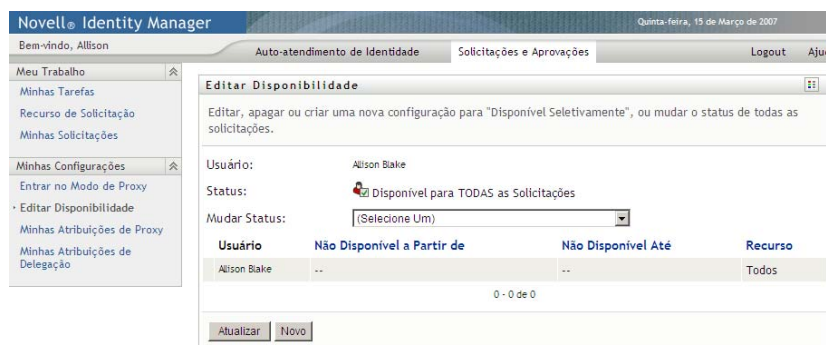 Novell® Identity Manager
Quinta-feira, 15 de Março de 2007
Bem-vindo, Allison
Auto-atendimento de Identidade
Solicitações e Aprovações
Logout
Meu Trabalho
Minhas Tarefas
Recurso de Solicitação
Minhas Solicitações
Minhas Configurações
Entrar no Modo de Proxy
· Editar Disponibilidade
Minhas Atribuições de Proxy
Minhas Atribuições de
Delegação
Editar Disponibilidade
Editar, apagar ou criar uma nova configuração para "Disponível Seletivamente", ou mudar o status de todas as
solicitações.
Usuário: Allison Blake
Status: Disponível para TODAS as Solicitações
Mudar Status: (Selecione Um)
Usuário Não Disponível a Partir de Não Disponível Até Recurso
Allison Blake -- -- Todos
0 - 0 de 0
Atualizar Novo